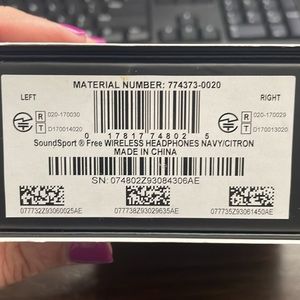 MATERIAL NUMBER: 774373-0020
LEFT
RIGHT
R 020-170030
T D170014020
R 020-170029
T D170013020
0 17817 74802 5
SoundSport ® Free WIRELESS HEADPHONES NAVY/CITRON
MADE IN CHINA
SN: 074802Z93084306AE
077732Z93060025AE
077738Z93029635AE
077735Z93061450AE